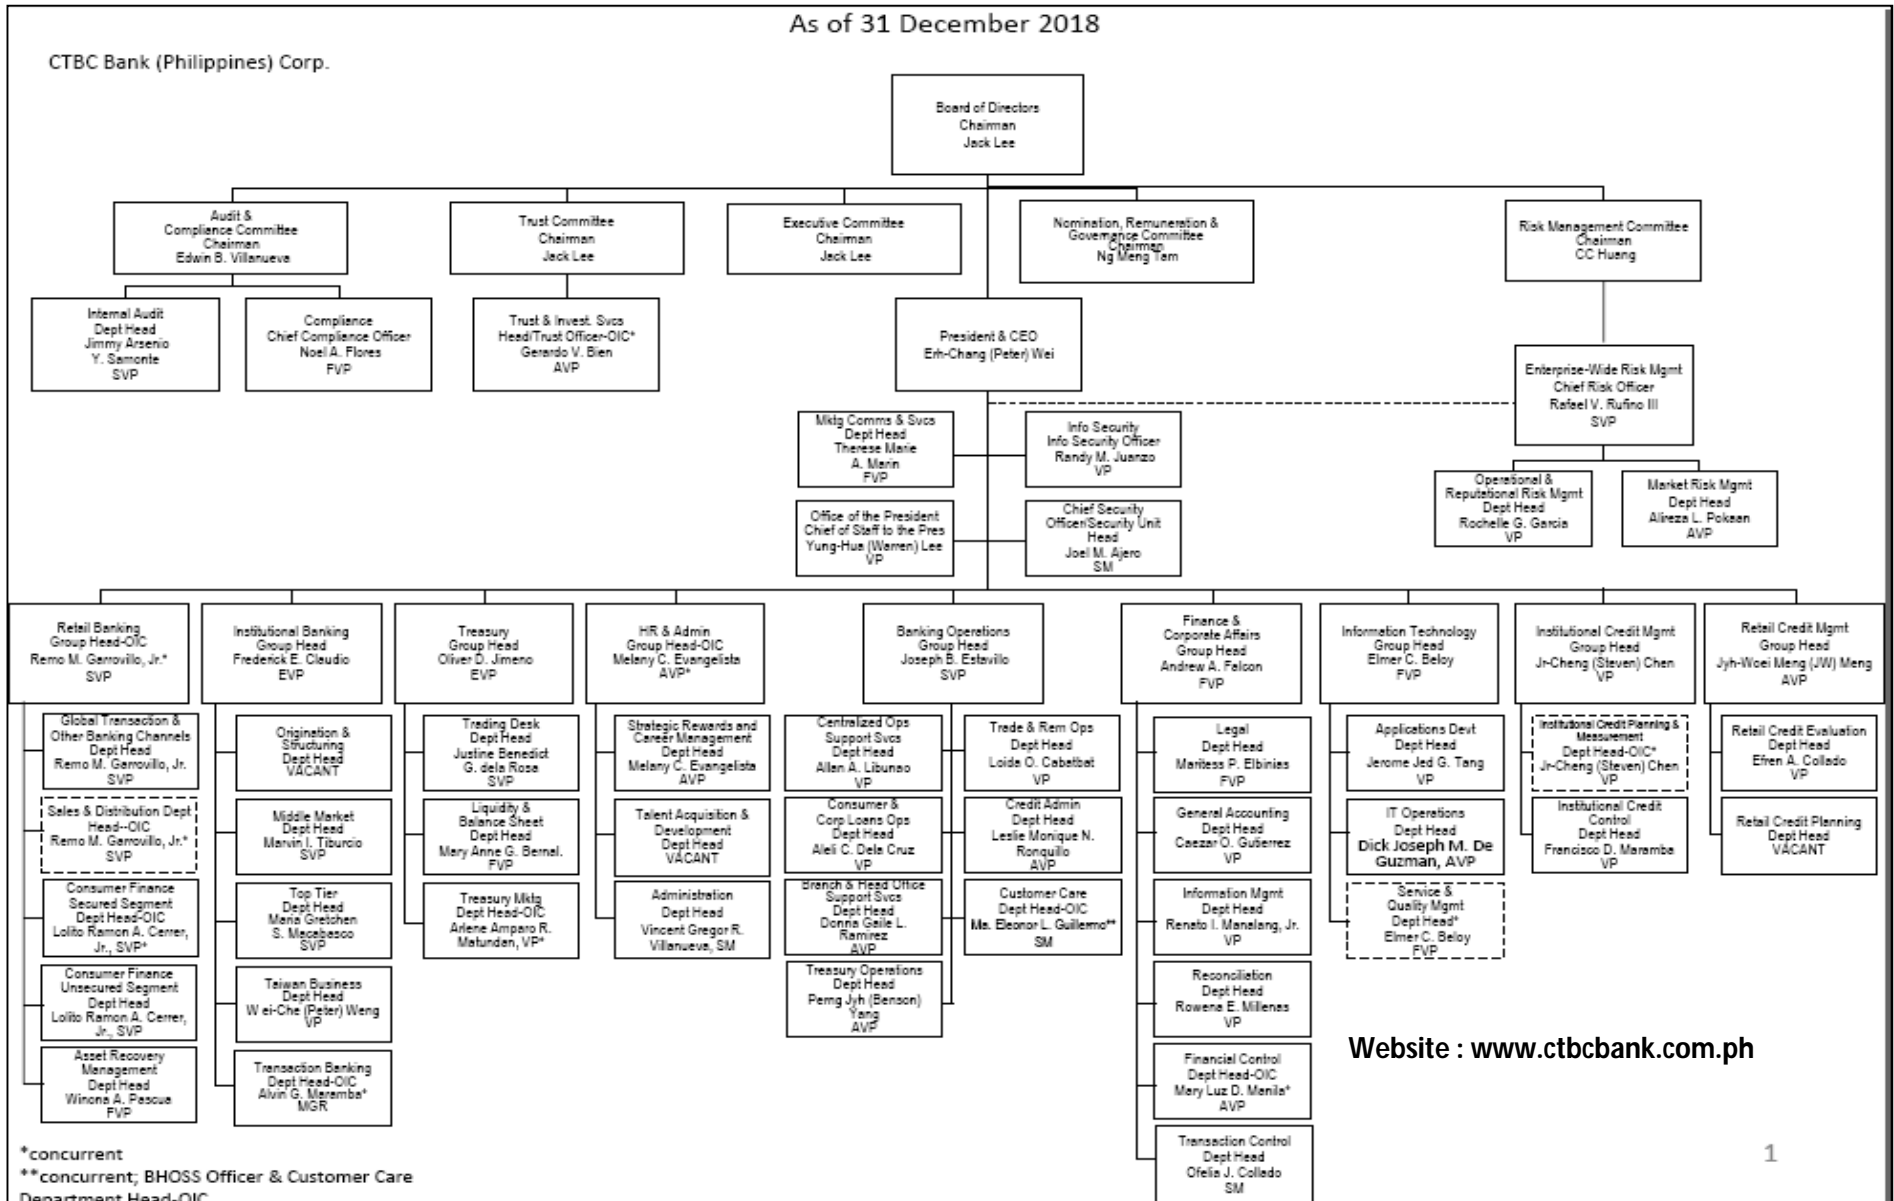 As of 31 December 2018
CTBC Bank (Philippines) Corp.
Board of Directors
Chairman
Jack Lee
Audit &
Compliance Committee
Chairman
Edwin B. Villanueva
Trust Committee
Chairman
Jack Lee
Executive Committee
Chairman
Jack Lee
Nomination, Remuneration &
Governance Committee
Chairman
Ng Meng Tam
Risk Management Committee
Chairman
CC Huang
Internal Audit
Dept Head
Jimmy Arsenio
Y. Samonte
SVP
Compliance
Chief Compliance Officer
Noel A. Flores
FVP
Trust & Invest. Svcs
Head/Trust Officer-OIC*
Gerardo V. Bien
AVP
President & CEO
Erh-Chang (Peter) Wei
Enterprise-Wide Risk Mgmt
Chief Risk Officer
Rafael V. Rufino III
SVP
Mktg Comms & Svcs
Dept Head
Therese Marie
A. Marin
FVP
Info Security
Info Security Officer
Randy M. Juanzo
VP
Operational &
Reputational Risk Mgmt
Dept Head
Rochelle G. Garcia
VP
Market Risk Mgmt
Dept Head
Alireza L. Pokaan
AVP
Office of the President
Chief of Staff to the Pres
Yung-Hua (Warren) Lee
VP
Chief Security
Officer/Security Unit
Head
Joel M. Ajero
SM
Retail Banking
Group Head-OIC
Remo M. Garrovillo, Jr.*
SVP
Institutional Banking
Group Head
Frederick E. Claudio
EVP
Treasury
Group Head
Oliver D. Jimeno
EVP
HR & Admin
Group Head-OIC
Melany C. Evangelista
AVP*
Banking Operations
Group Head
Joseph B. Estavillo
SVP
Finance &
Corporate Affairs
Group Head
Andrew A. Falcon
FVP
Information Technology
Group Head
Elmer C. Beloy
FVP
Institutional Credit Mgmt
Group Head
Jr-Cheng (Steven) Chen
VP
Retail Credit Mgmt
Group Head
Jyh-Woei Meng (JW) Meng
AVP
Global Transaction &
Other Banking Channels
Dept Head
Remo M. Garrovillo, Jr.
SVP
Sales & Distribution Dept
Head--OIC
Remo M. Garrovillo, Jr.*
SVP
Consumer Finance
Secured Segment
Dept Head-OIC
Lolito Ramon A. Cerrer,
Jr., SVP*
Consumer Finance
Unsecured Segment
Dept Head
Lolito Ramon A. Cerrer,
Jr., SVP
Asset Recovery
Management
Dept Head
Winona A. Pascua
FVP
Origination &
Structuring
Dept Head
VACANT
Middle Market
Dept Head
Marvin I. Tiburcio
SVP
Top Tier
Dept Head
Maria Gretchen
S. Macabasco
SVP
Taiwan Business
Dept Head
W ei-Che (Peter) Weng
VP
Transaction Banking
Dept Head-OIC
Alvin G. Maramba*
MGR
Trading Desk
Dept Head
Justine Benedict
G. dela Rosa
SVP
Liquidity &
Balance Sheet
Dept Head
Mary Anne G. Bernal.
FVP
Treasury Mktg
Dept Head-OIC
Arlene Amparo R.
Matundan, VP*
Strategic Rewards and
Career Management
Dept Head
Melany C. Evangelista
AVP
Talent Acquisition &
Development
Dept Head
VACANT
Administration
Dept Head
Vincent Gregor R.
Villanueva, SM
Centralized Ops
Support Svcs
Dept Head
Allan A. Libunao
VP
Consumer &
Corp Loans Ops
Dept Head
Aleli C. Dela Cruz
VP
Branch & Head Office
Support Svcs
Dept Head
Donna Gaile L.
Ramirez
AVP
Treasury Operations
Dept Head
Perng Jyh (Benson)
Yang
AVP
Trade & Rem Ops
Dept Head
Loida O. Cabatbat
VP
Credit Admin
Dept Head
Leslie Monique N.
Ronquillo
AVP
Customer Care
Dept Head-OIC
Ma. Eleonor L. Guillermo**
SM
Legal
Dept Head
Maritess P. Elbinias
FVP
General Accounting
Dept Head
Caezar O. Gutierrez
VP
Information Mgmt
Dept Head
Renato I. Manalang, Jr.
VP
Reconciliation
Dept Head
Rowena E. Millenas
VP
Financial Control
Dept Head-OIC
Mary Luz D. Manila*
AVP
Transaction Control
Dept Head
Ofelia J. Collado
SM
Applications Devt
Dept Head
Jerome Jed G. Tang
VP
IT Operations
Dept Head
Dick Joseph M. De
Guzman, AVP
Service &
Quality Mgmt
Dept Head*
Elmer C. Beloy
FVP
Institutional Credit Planning &
Measurement
Dept Head-OIC*
Jr-Cheng (Steven) Chen
VP
Institutional Credit
Control
Dept Head
Francisco D. Maramba
VP
Retail Credit Evaluation
Dept Head
Efren A. Collado
VP
Retail Credit Planning
Dept Head
VACANT
Website : www.ctbcbank.com.ph
*concurrent
**concurrent; BHOSS Officer & Customer Care
Department Head-OIC
1